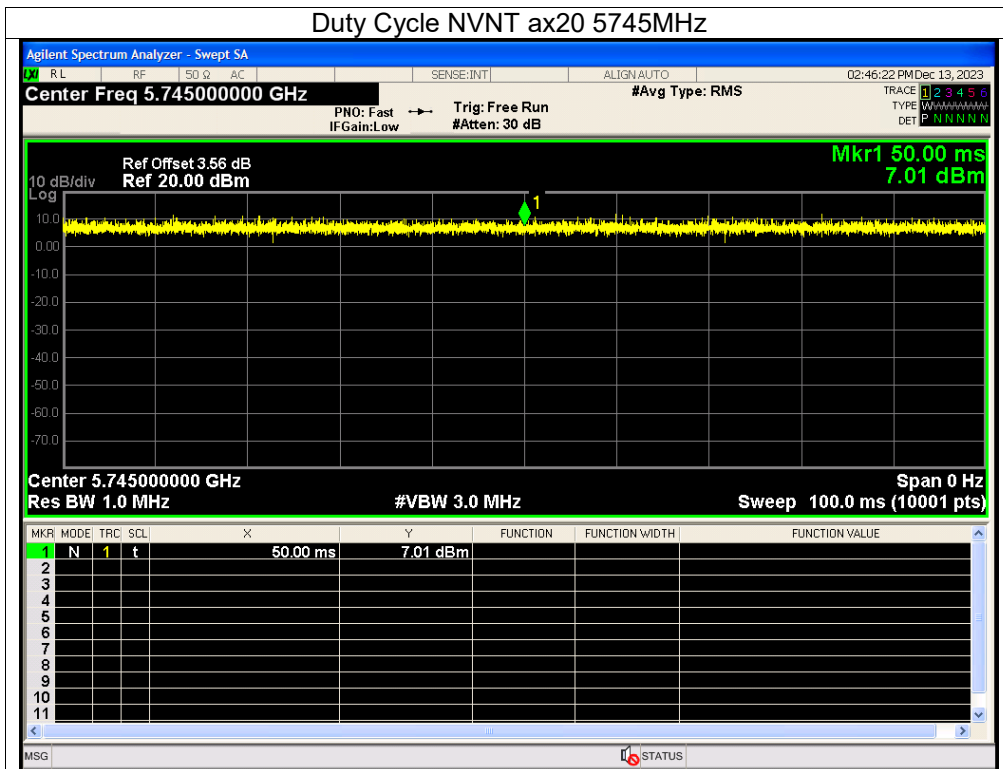 Duty Cycle NVNT ax20 5745MHz
Agilent Spectrum Analyzer - Swept SA
LXI RL RF 50 Ω AC SENSE:INT ALIGN AUTO 02:46:22 PM Dec 13, 2023
Center Freq 5.745000000 GHz #Avg Type: RMS TRACE 1 2 3 4 5 6
PNO: Fast Trig: Free Run TYPE WWWWWW
IFGain:Low #Atten: 30 dB DET P N N N N N
Mkr1 50.00 ms
Ref Offset 3.56 dB
10 dB/div Ref 20.00 dBm 7.01 dBm
Log
1
10.0
0.00
-10.0
-20.0
-30.0
-40.0
-50.0
-60.0
-70.0
Center 5.745000000 GHz Span 0 Hz
Res BW 1.0 MHz #VBW 3.0 MHz Sweep 100.0 ms (10001 pts)
MKR MODE TRC SCL X Y FUNCTION FUNCTION WIDTH FUNCTION VALUE
1 N 1 t 50.00 ms 7.01 dBm
2
3
4
5
6
7
8
9
10
11
MSG STATUS